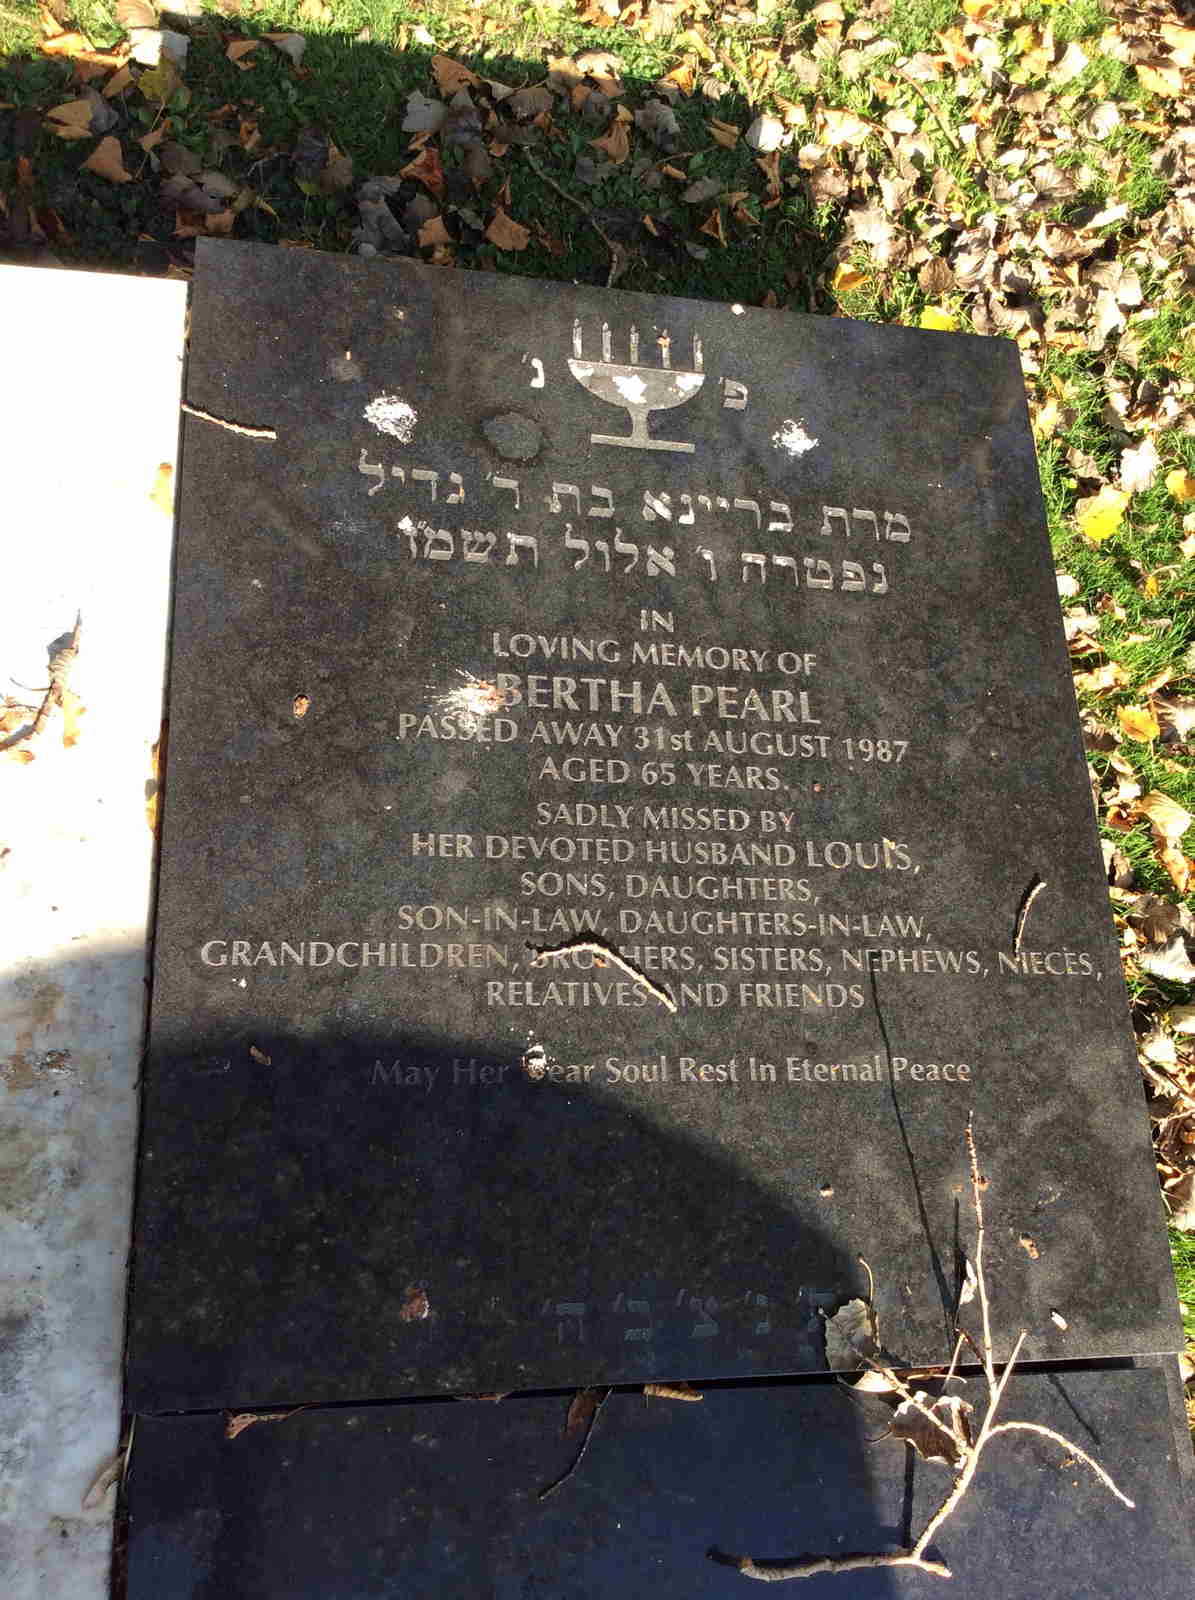 פ׳ נ׳
מרת בריינא בת ר׳ גדיל
נפטרה ו׳ אלול תשמ״ז
IN
LOVING MEMORY OF
BERTHA PEARL
PASSED AWAY 31st AUGUST 1987
AGED 65 YEARS.
SADLY MISSED BY
HER DEVOTED HUSBAND LOUIS,
SONS, DAUGHTERS,
SON-IN-LAW, DAUGHTERS-IN-LAW,
GRANDCHILDREN, BROTHERS, SISTERS, NEPHEWS, NIECES,
RELATIVES AND FRIENDS
May Her Dear Soul Rest In Eternal Peace
ת׳ נ׳ צ׳ ב׳ ה׳